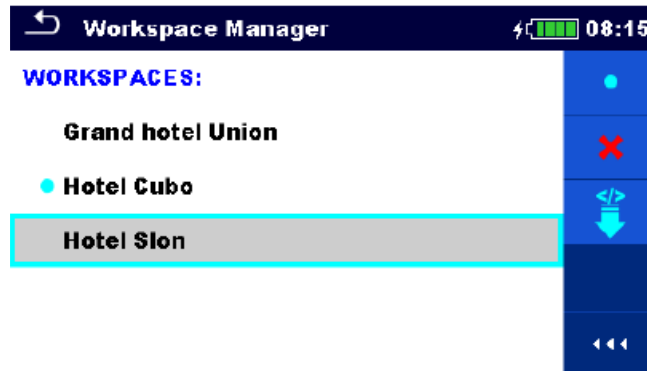 Workspace Manager 08:15
WORKSPACES:
Grand hotel Union
Hotel Cubo
Hotel Slon
</>